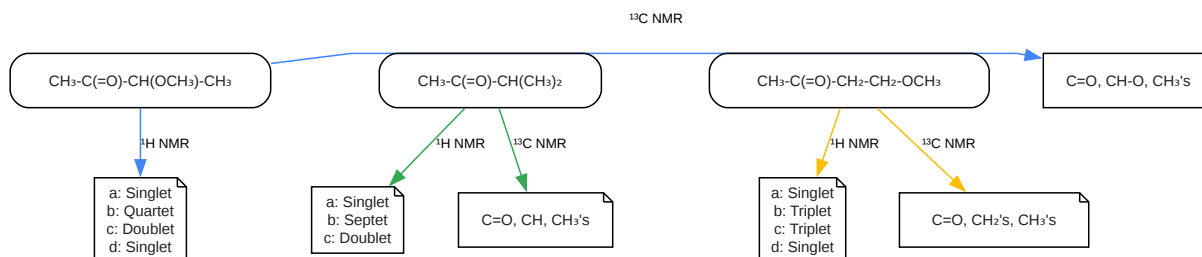 ¹³C NMR
CH₃-C(=O)-CH(OCH₃)-CH₃
CH₃-C(=O)-CH(CH₃)₂
CH₃-C(=O)-CH₂-CH₂-OCH₃
C=O, CH-O, CH₃'s
¹H NMR
¹H NMR
¹³C NMR
¹H NMR
¹³C NMR
a: Singlet
b: Quartet
c: Doublet
d: Singlet
a: Singlet
b: Septet
c: Doublet
C=O, CH, CH₃'s
a: Singlet
b: Triplet
c: Triplet
d: Singlet
C=O, CH₂'s, CH₃'s